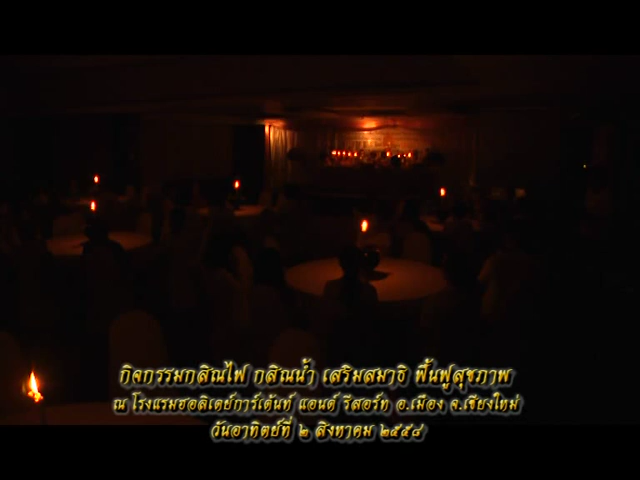 กิจกรรมกสิณไฟ กสิณน้ำ เสริมสมาธิ ฟื้นฟูสุขภาพ
ณ โรงแรมฮอลิเดย์การ์เด้นท์ แอนด์ รีสอร์ท อ.เมือง จ.เชียงใหม่
วันอาทิตย์ที่ ๒ สิงหาคม ๒๕๕๘